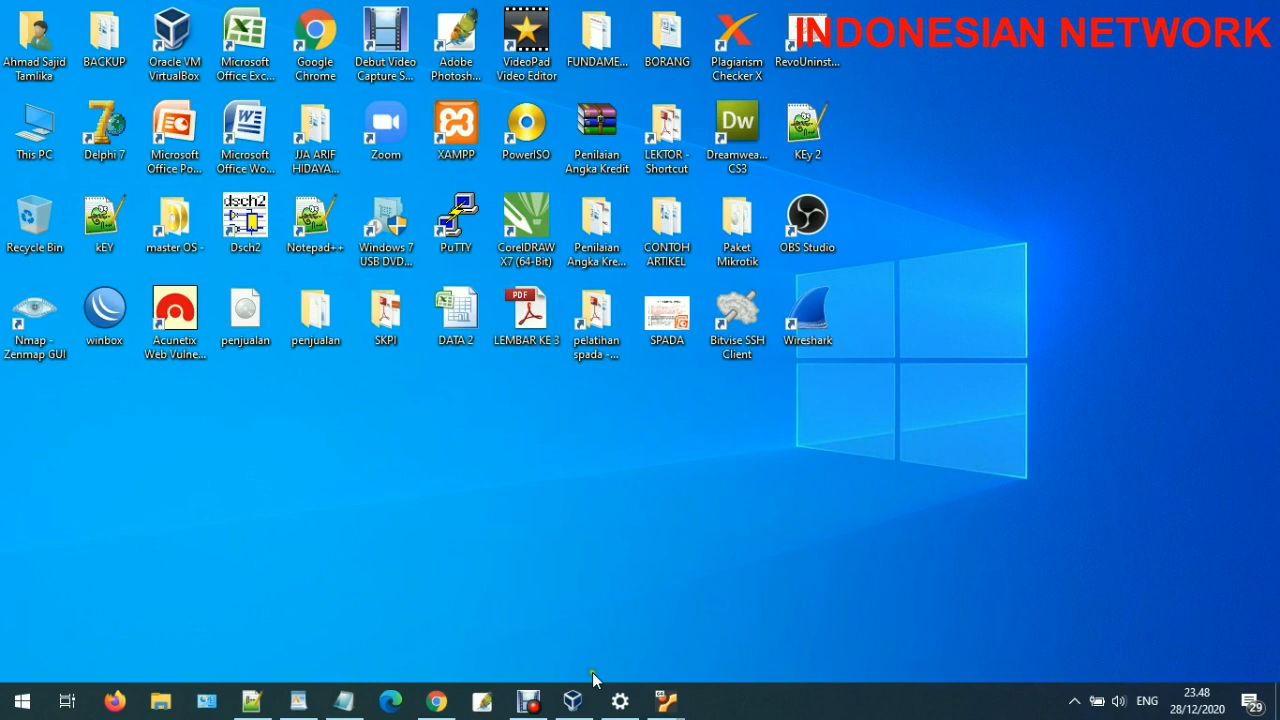 INDONESIAN NETWORK
Ahmad Sajid
Tamlika
BACKUP
Oracle VM
VirtualBox
Microsoft
Office Exc...
Google
Chrome
Debut Video
Capture S...
Adobe
Photosh...
VideoPad
Video Editor
FUNDAME...
BORANG
Plagiarism
Checker X
RevoUninst...
This PC
Delphi 7
Microsoft
Office Po...
Microsoft
Office Wo...
JJA ARIF
HIDAYA...
Zoom
XAMPP
PowerISO
Penilaian
Angka Kredit
LEKTOR -
Shortcut
Dw
Dreamwea...
CS3
KEy 2
Recycle Bin
kEY
master OS -
dsch2
Dsch2
Notepad++
Windows 7
USB DVD...
PuTTY
CorelDRAW
X7 (64-Bit)
Penilaian
Angka Kre...
CONTOH
ARTIKEL
Paket
Mikrotik
OBS Studio
Nmap -
Zenmap GUI
winbox
Acunetix
Web Vulne...
penjualan
penjualan
SKPI
DATA 2
PDF
LEMBAR KE 3
pelatihan
spada -...
SPADA
Bitvise SSH
Client
Wireshark
ENG
23.48
28/12/2020
29